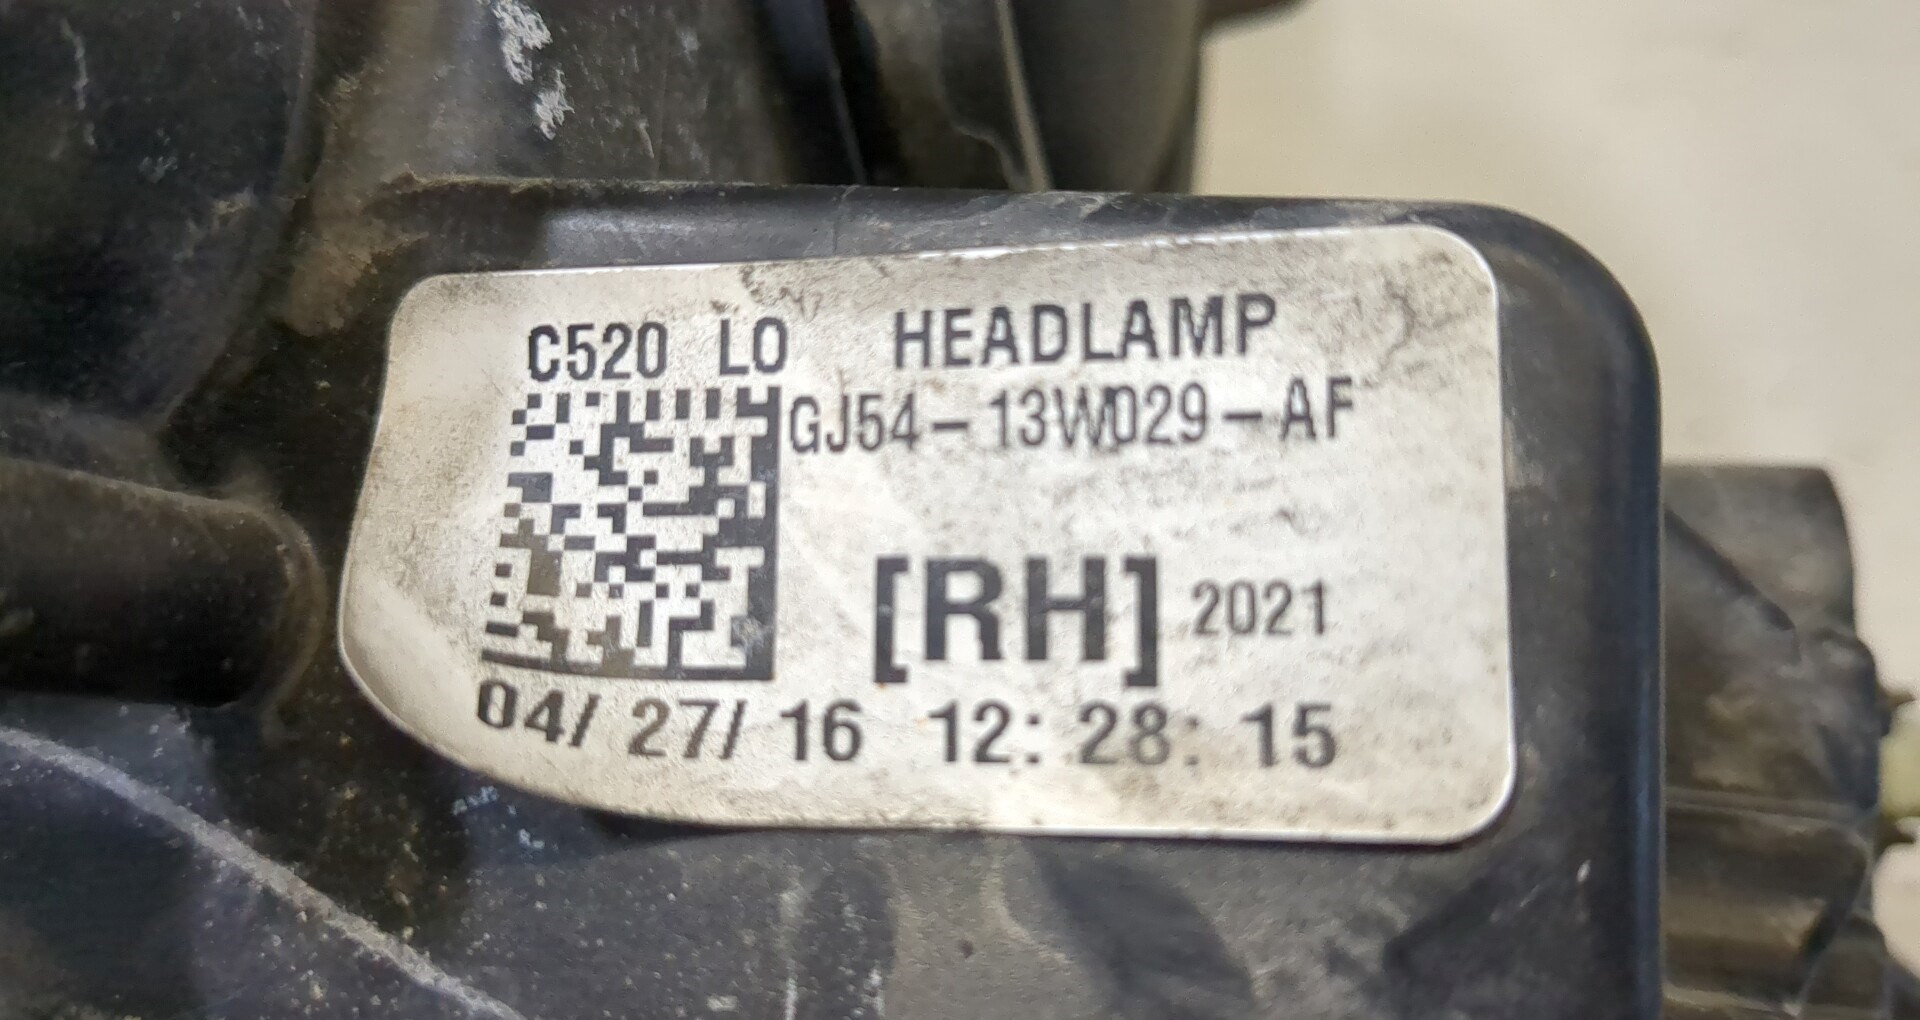 C520 LO HEADLAMP
GJ54-13W029-AF
[RH] 2021
04/ 27/ 16 12: 28: 15